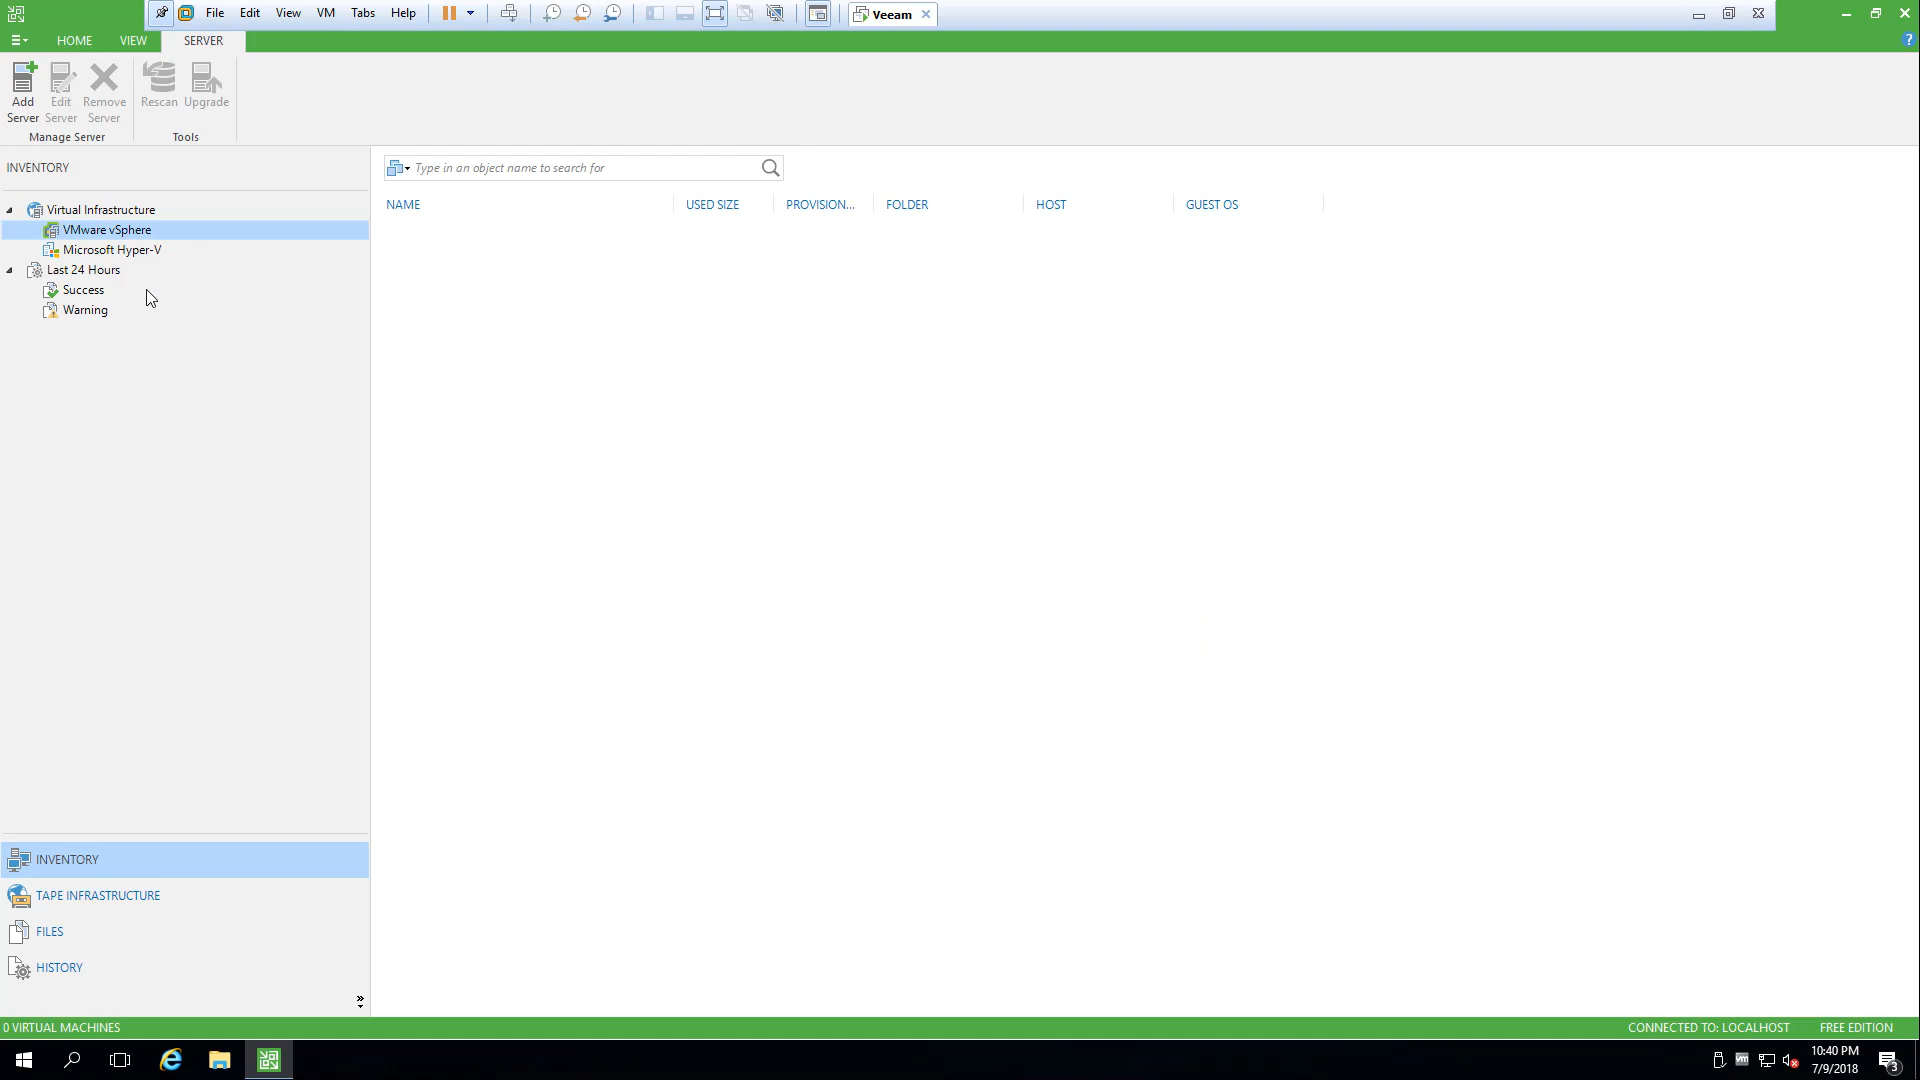 File Edit View VM Tabs Help Veeam
HOME VIEW SERVER
Add Server
Edit Server
Remove Server
Rescan
Upgrade
Manage Server
Tools
INVENTORY
Virtual Infrastructure
VMware vSphere
Microsoft Hyper-V
Last 24 Hours
Success
Warning
Type in an object name to search for
NAME USED SIZE PROVISION... FOLDER HOST GUEST OS
INVENTORY
TAPE INFRASTRUCTURE
FILES
HISTORY
0 VIRTUAL MACHINES
CONNECTED TO: LOCALHOST FREE EDITION
10:40 PM
7/9/2018
3